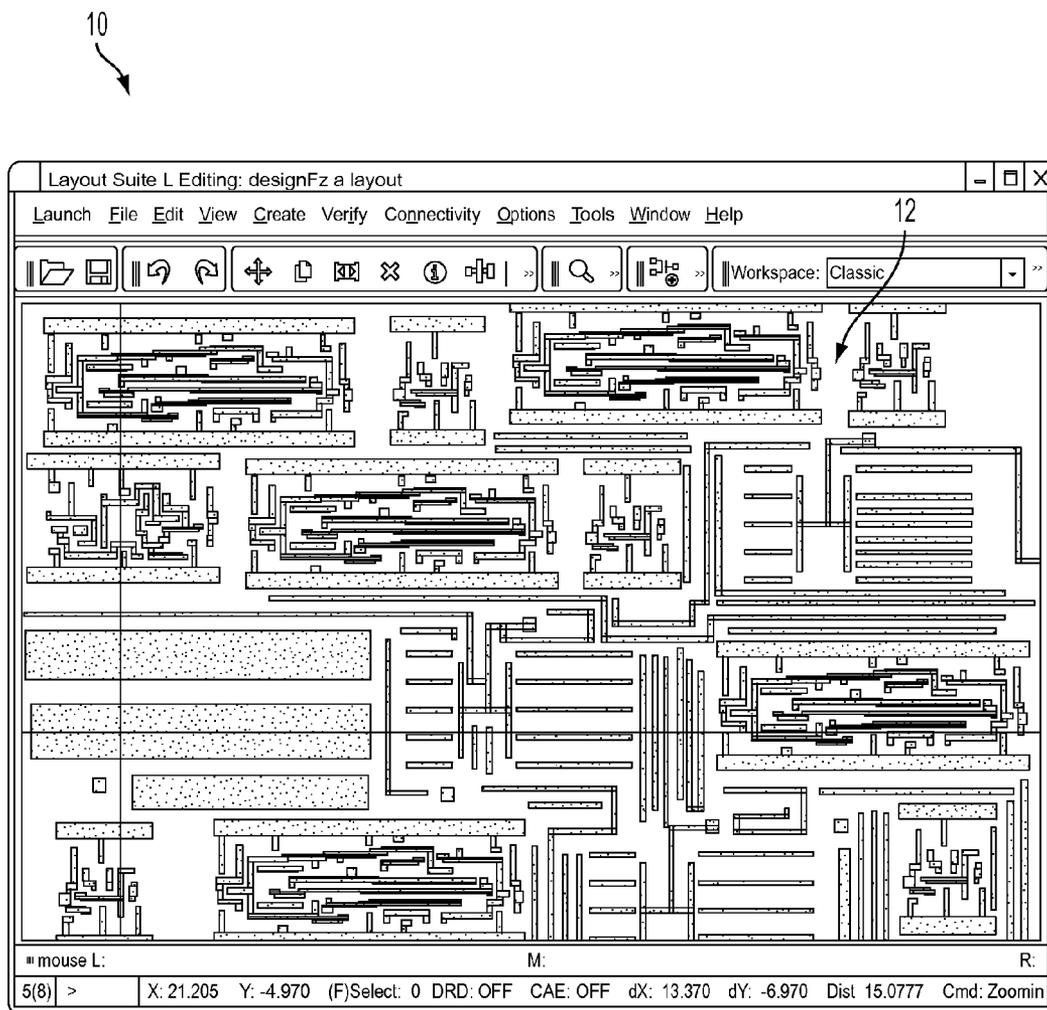 10
Layout Suite L Editing: designFz a layout
Launch File Edit View Create Verify Connectivity Options Tools Window Help
12
Workspace: Classic
mouse L: M: R:
5(8) > X: 21.205 Y: -4.970 (F)Select: 0 DRD: OFF CAE: OFF dX: 13.370 dY: -6.970 Dist 15.0777 Cmd: Zoomin